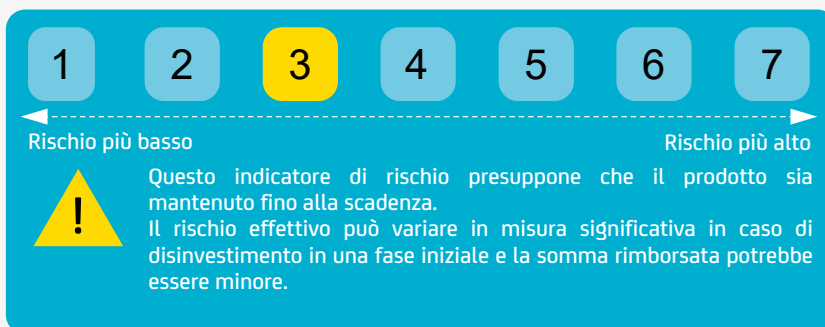 1 2 3 4 5 6 7
Rischio più basso Rischio più alto
!
Questo indicatore di rischio presuppone che il prodotto sia
mantenuto fino alla scadenza.
Il rischio effettivo può variare in misura significativa in caso di
disinvestimento in una fase iniziale e la somma rimborsata potrebbe
essere minore.